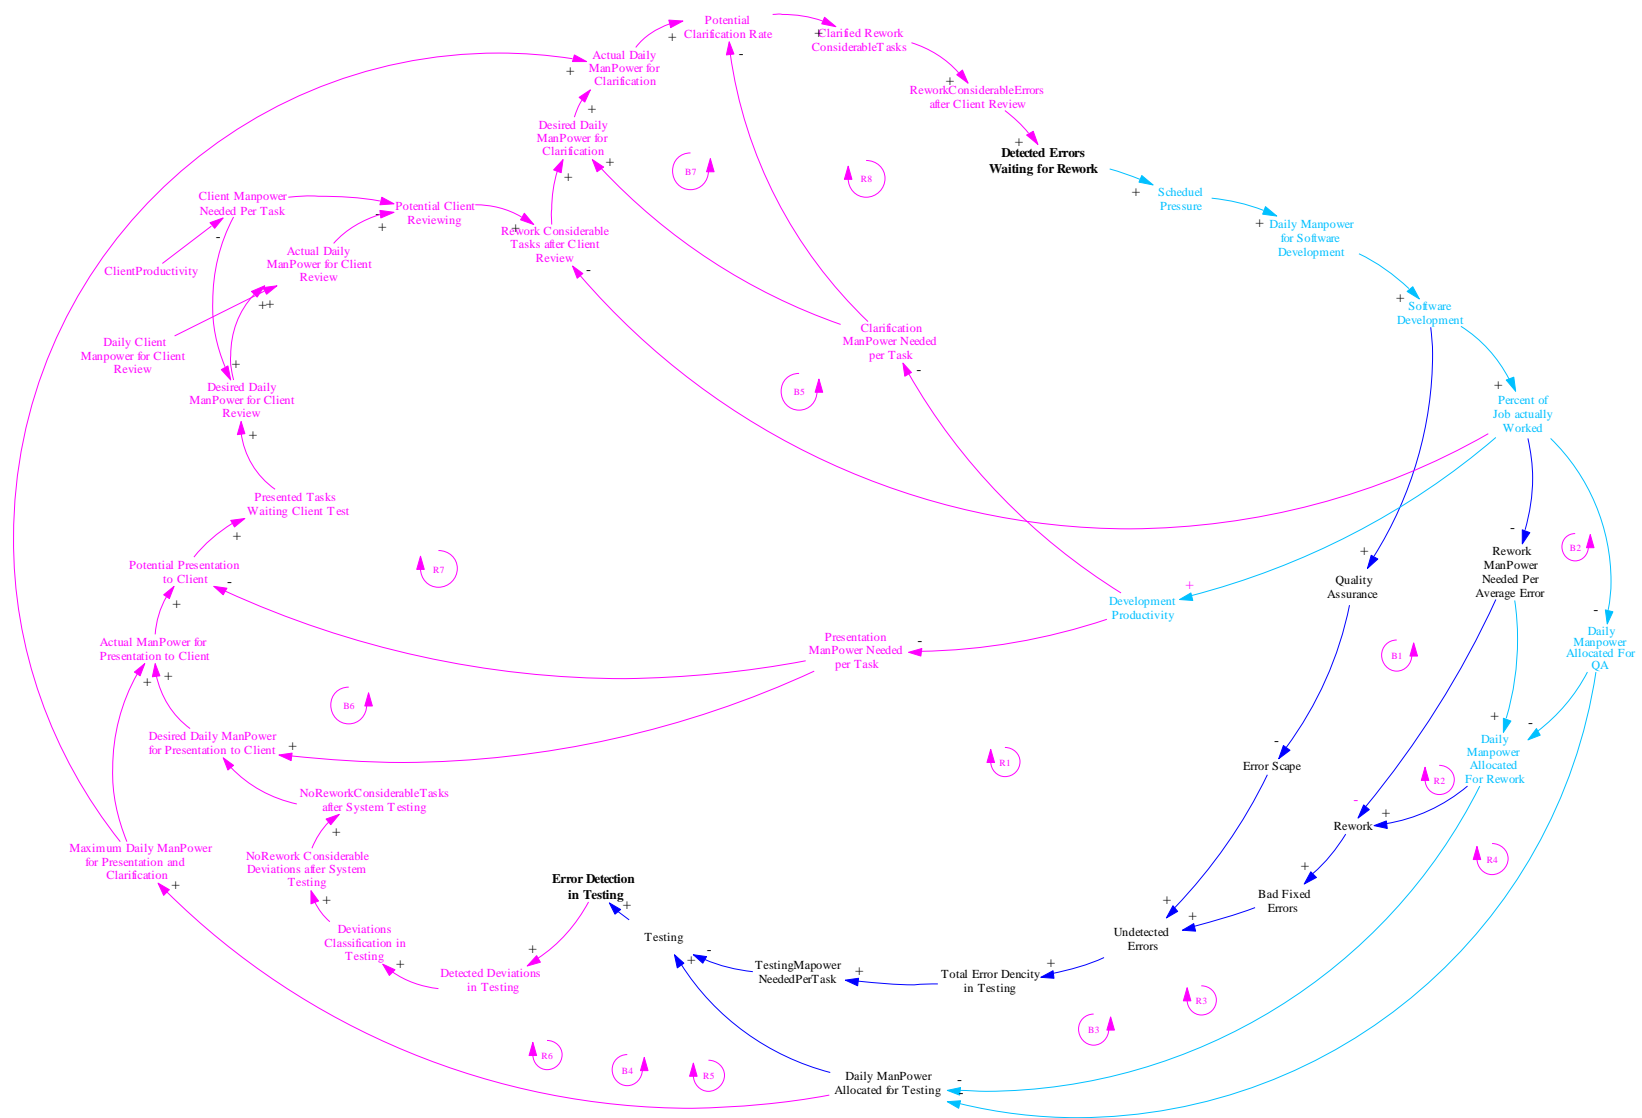 Potential
Clarification Rate
Clarified Rework
ConsiderableTasks
Actual Daily
ManPower for
Clarification
ReworkConsiderableErrors
after Client Review
Desired Daily
ManPower for
Clarification
Detected Errors
Waiting for Rework
B7
R8
Client Manpower
Needed Per Task
Potential Client
Reviewing
Scheduel
Pressure
Rework Considerable
Tasks after Client
Review
Daily Manpower
for Software
Development
Actual Daily
ManPower for Client
Review
ClientProductivity
Software
Development
Clarification
ManPower Needed
per Task
Daily Client
Manpower for Client
Review
Desired Daily
ManPower for Client
Review
B5
Percent of
Job actually
Worked
Presented Tasks
Waiting Client Test
B2
Rework
ManPower
Needed Per
Average Error
Potential Presentation
to Client
R7
Quality
Assurance
Development
Productivity
Actual ManPower for
Presentation to Client
Presentation
ManPower Needed
per Task
B1
Daily
Manpower
Allocated For
QA
B6
Desired Daily ManPower
for Presentation to Client
R1
Error Scape
Daily
Manpower
Allocated
For Rework
R2
NoReworkConsiderableTasks
after System Testing
Rework
Maximum Daily ManPower
for Presentation and
Clarification
NoRework Considerable
Deviations after System
Testing
R4
Error Detection
in Testing
Bad Fixed
Errors
Deviations
Classification in
Testing
Testing
Undetected
Errors
Detected Deviations
in Testing
TestingMapower
NeededPerTask
Total Error Dencity
in Testing
R3
B3
R6
B4
R5
Daily ManPower
Allocated for Testing